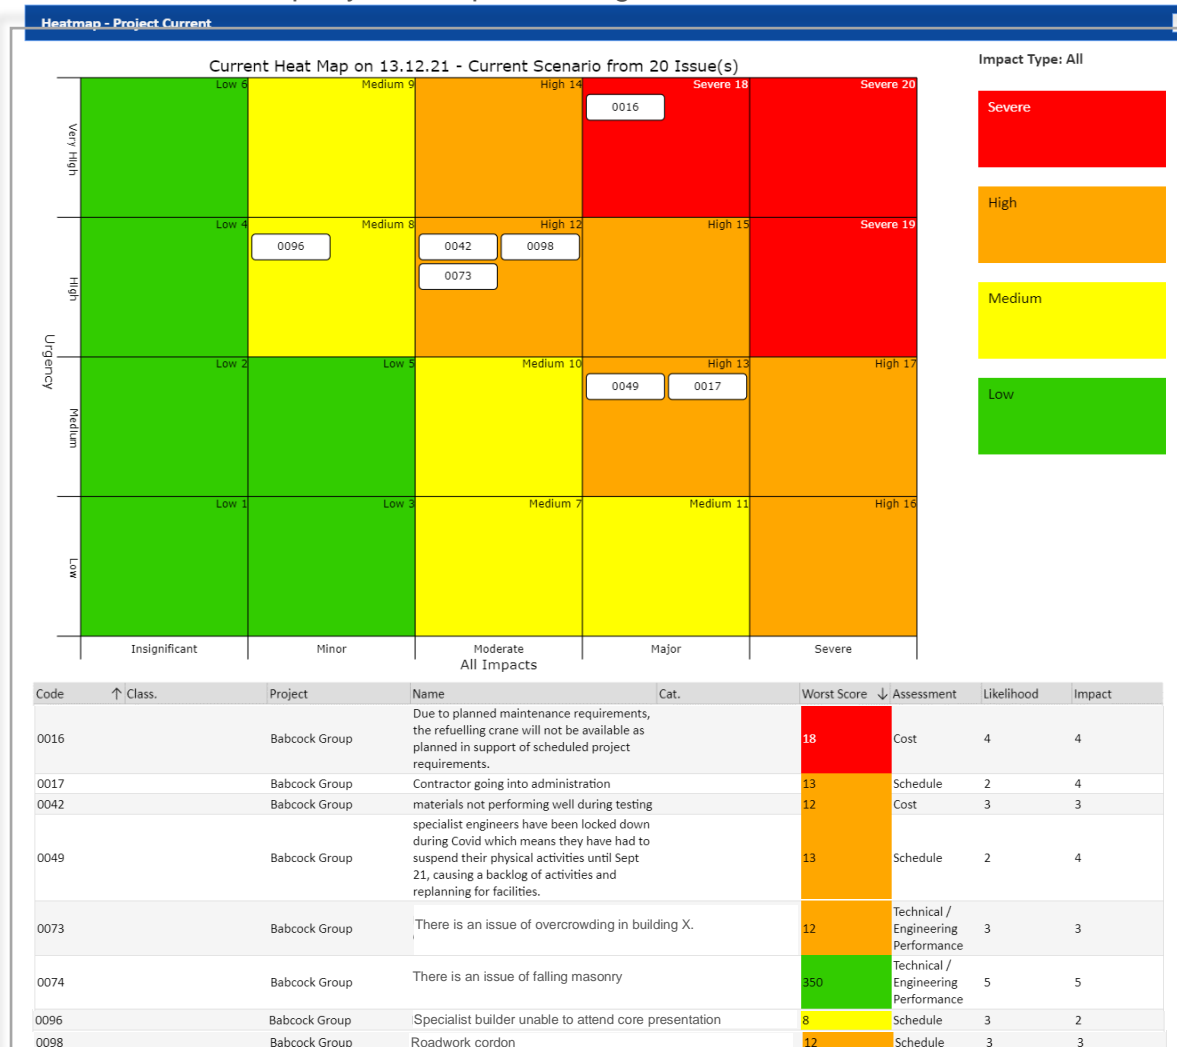 Heatmap - Project Current
Current Heat Map on 13.12.21 - Current Scenario from 20 Issue(s)
Impact Type: All
Low 6
Medium 9
High 14
Severe 18
Severe 20
0016
Very High
Low 4
Medium 8
High 12
High 15
Severe 19
0096
0042
0098
0073
High
Low 2
Low 5
Medium 10
High 13
High 17
0049
0017
Medium
Low 1
Low 3
Medium 7
Medium 11
High 16
Low
Urgency
Insignificant
Minor
Moderate
Major
Severe
All Impacts
Severe
High
Medium
Low
Code ↑ Class. Project Name Cat. Worst Score ↓ Assessment Likelihood Impact
0016 Babcock Group
Due to planned maintenance requirements,
the refuelling crane will not be available as
planned in support of scheduled project
requirements.
18 Cost 4 4
0017 Babcock Group Contractor going into administration 13 Schedule 2 4
0042 Babcock Group materials not performing well during testing 12 Cost 3 3
0049 Babcock Group
specialist engineers have been locked down
during Covid which means they have had to
suspend their physical activities until Sept
21, causing a backlog of activities and
replanning for facilities.
13 Schedule 2 4
0073 Babcock Group There is an issue of overcrowding in building X. 12
Technical /
Engineering
Performance
3 3
0074 Babcock Group There is an issue of falling masonry 350
Technical /
Engineering
Performance
5 5
0096 Babcock Group Specialist builder unable to attend core presentation 8 Schedule 3 2
0098 Babcock Group Roadwork cordon 12 Schedule 3 3